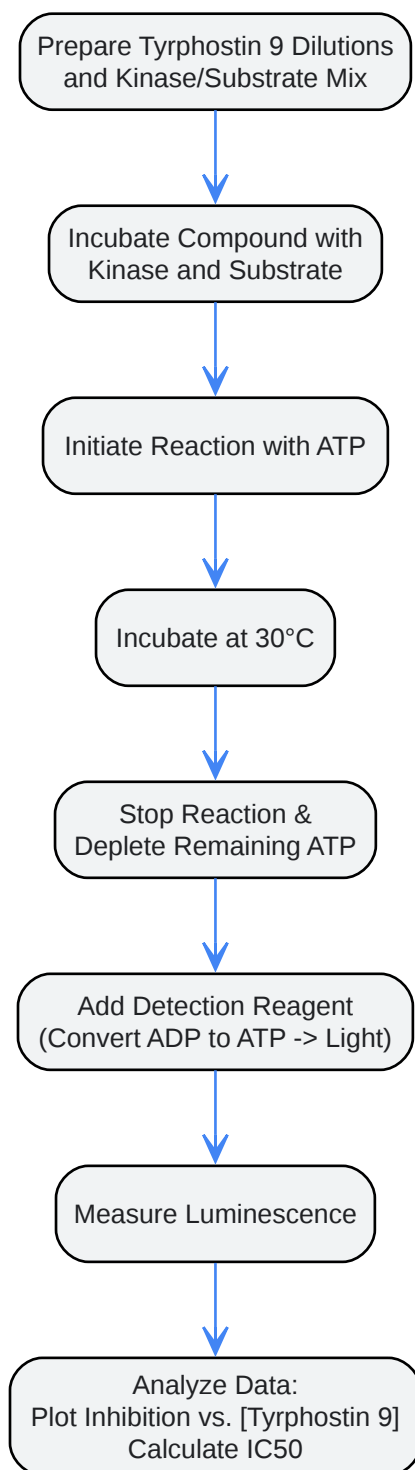 Prepare Tyrphostin 9 Dilutions
and Kinase/Substrate Mix
Incubate Compound with
Kinase and Substrate
Initiate Reaction with ATP
Incubate at 30°C
Stop Reaction &
Deplete Remaining ATP
Add Detection Reagent
(Convert ADP to ATP -> Light)
Measure Luminescence
Analyze Data:
Plot Inhibition vs. [Tyrphostin 9]
Calculate IC50